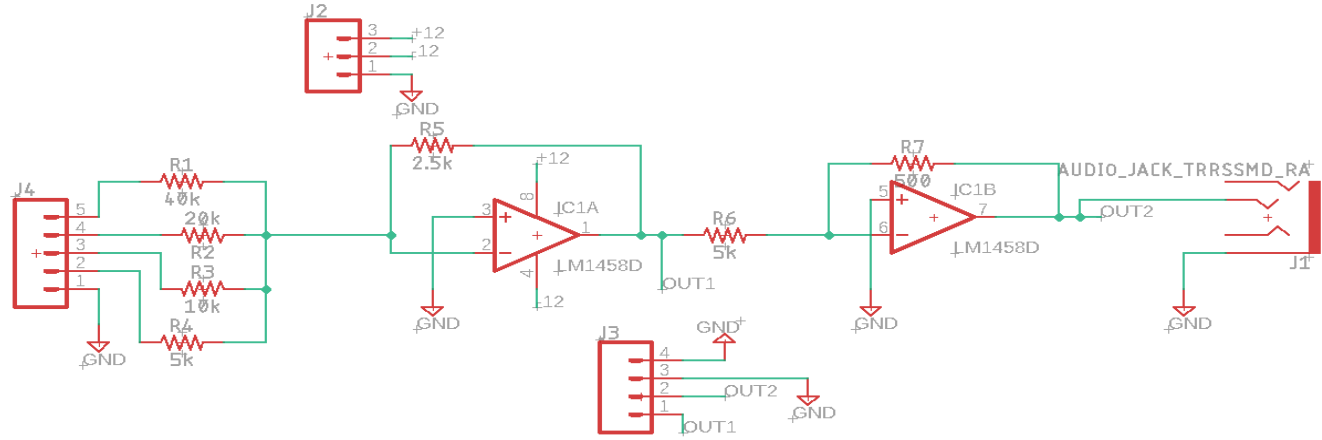 J2
3 +12
2 -12
1
GND
J4
5
4
3
2
1
GND
R1
40k
20k
R2
R3
10k
R4
5k
R5
2.5k
+12
8
3
2
1
4
IC1A
LM1458D
-12
GND
OUT1
R6
5k
R7
500
5
6
7
IC1B
LM1458D
GND
OUT2
AUDIO_JACK_TRRSSMD_RA
J1
GND
J3
4
3
2
1
GND
GND
OUT2
OUT1